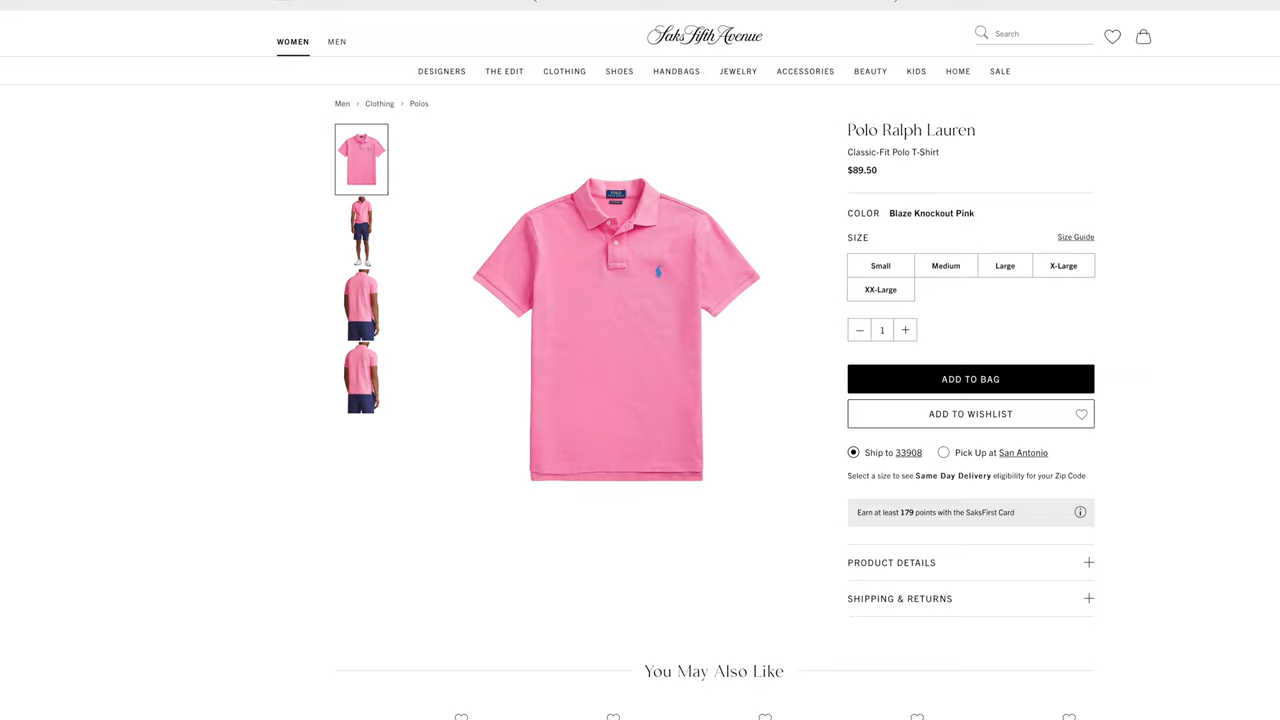 WOMEN MEN
Saks Fifth Avenue
Search
DESIGNERS THE EDIT CLOTHING SHOES HANDBAGS JEWELRY ACCESSORIES BEAUTY KIDS HOME SALE
Men > Clothing > Polos
Polo Ralph Lauren
Classic-Fit Polo T-Shirt
$89.50
COLOR Blaze Knockout Pink
SIZE Size Guide
Small Medium Large X-Large
XX-Large
— 1 +
ADD TO BAG
ADD TO WISHLIST
Ship to 33908 Pick Up at San Antonio
Select a size to see Same Day Delivery eligibility for your Zip Code
Earn at least 179 points with the SaksFirst Card
PRODUCT DETAILS +
SHIPPING & RETURNS +
POLO
You May Also Like